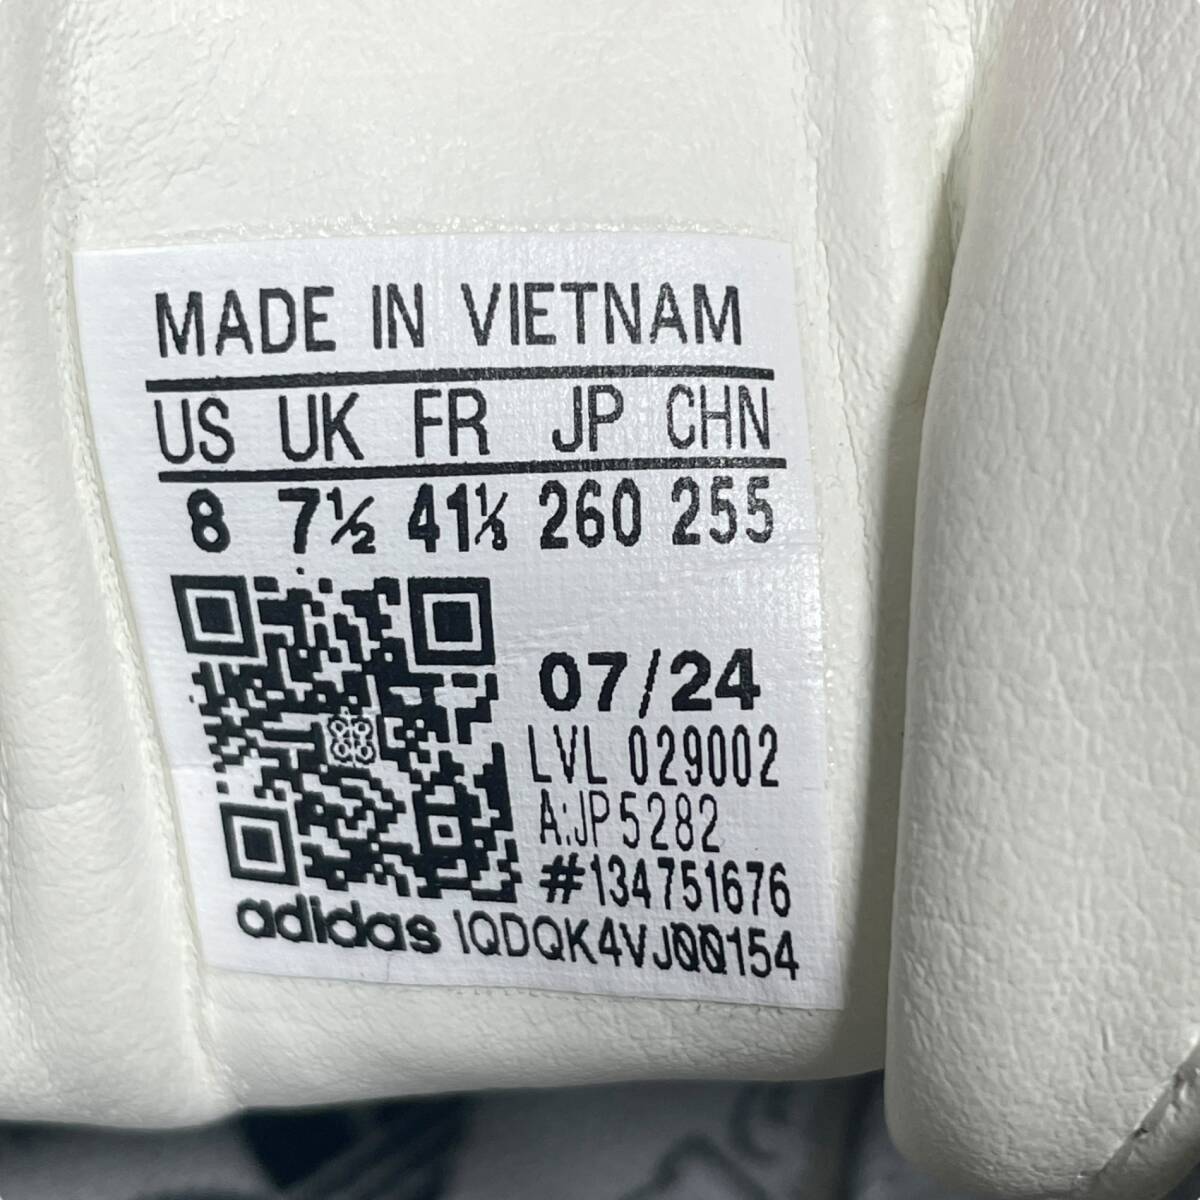 MADE IN VIETNAM
US UK FR JP CHN
8 7½ 41⅓ 260 255
07/24
LVL 029002
A:JP5282
#134751676
adidas 1QDQK4VJ00154